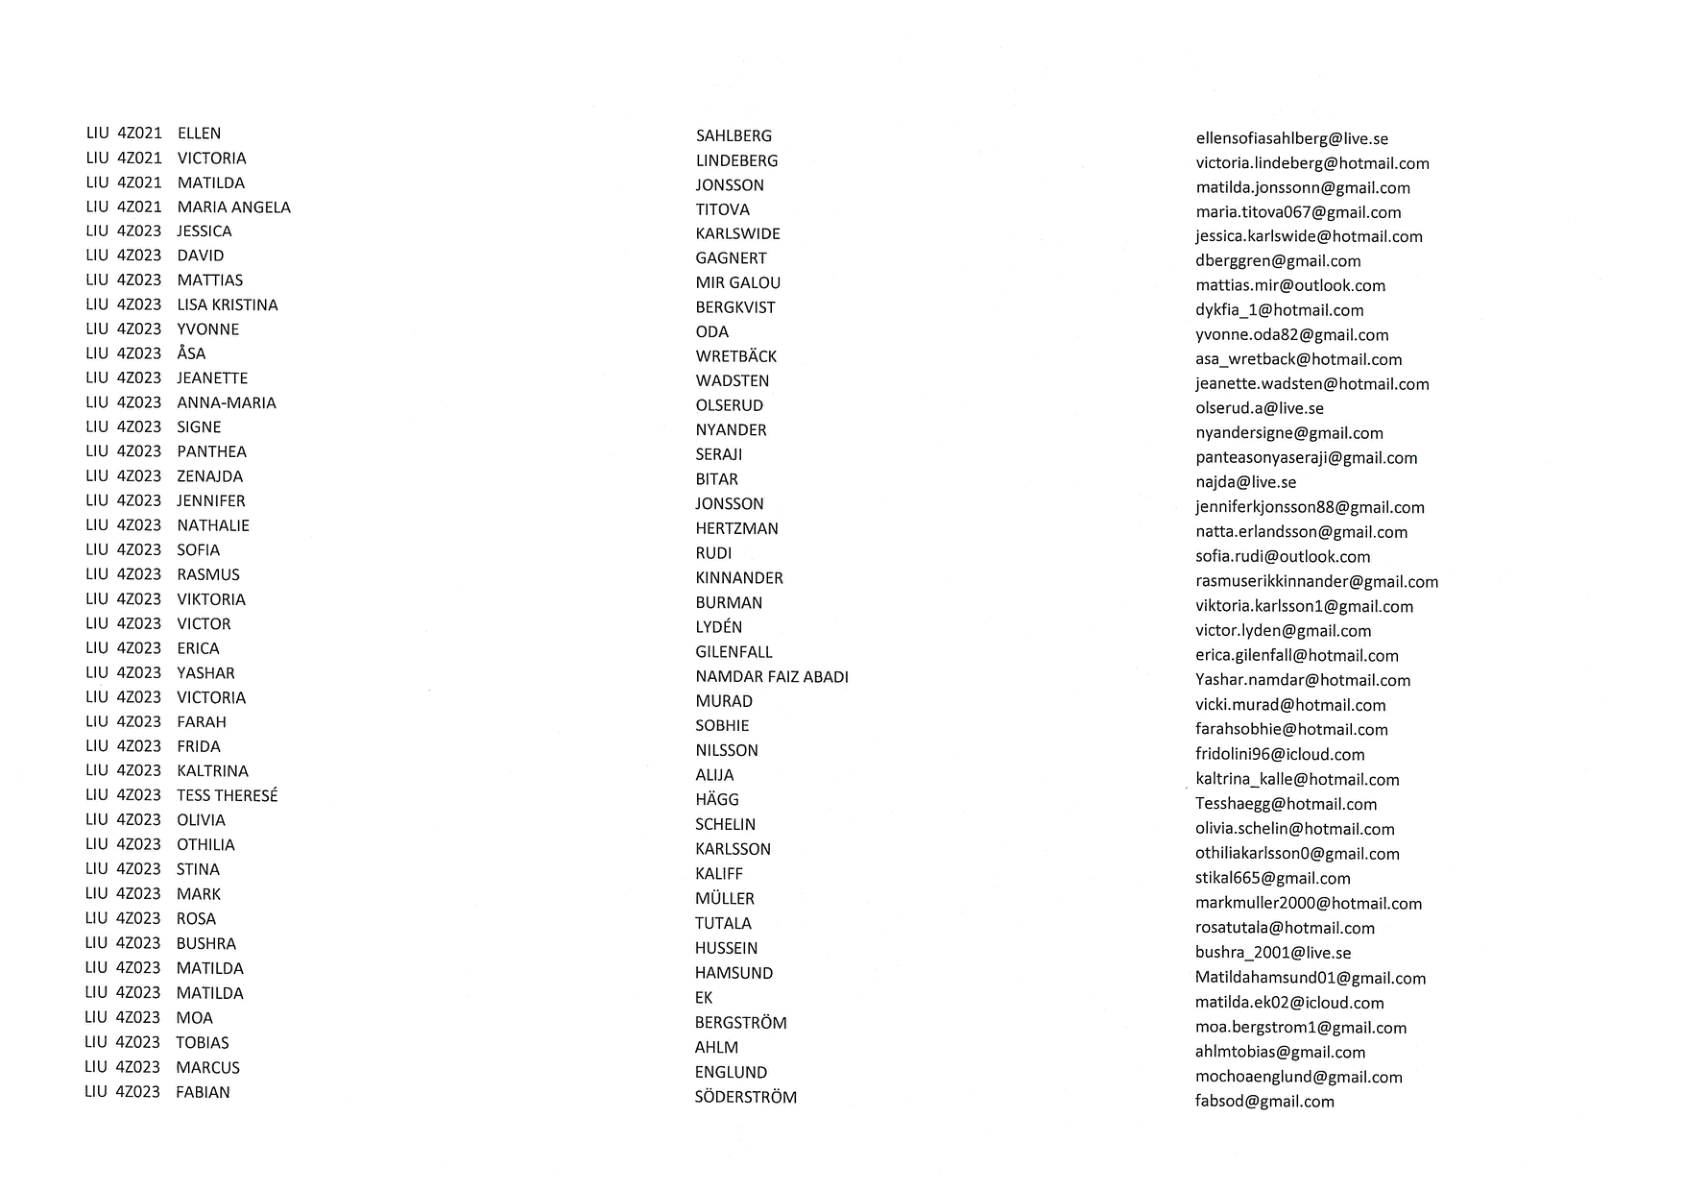 LIU 4Z021 ELLEN SAHLBERG ellensofiasahlberg@live.se
LIU 4Z021 VICTORIA LINDEBERG victoria.lindeberg@hotmail.com
LIU 4Z021 MATILDA JONSSON matilda.jonssonn@gmail.com
LIU 4Z021 MARIA ANGELA TITOVA maria.titova067@gmail.com
LIU 4Z023 JESSICA KARLSWIDE jessica.karlswide@hotmail.com
LIU 4Z023 DAVID GAGNERT dberggren@gmail.com
LIU 4Z023 MATTIAS MIR GALOU mattias.mir@outlook.com
LIU 4Z023 LISA KRISTINA BERGKVIST dykfia_1@hotmail.com
LIU 4Z023 YVONNE ODA yvonne.oda82@gmail.com
LIU 4Z023 ÅSA WRETBÄCK asa_wretback@hotmail.com
LIU 4Z023 JEANETTE WADSTEN jeanette.wadsten@hotmail.com
LIU 4Z023 ANNA-MARIA OLSERUD olserud.a@live.se
LIU 4Z023 SIGNE NYANDER nyandersigne@gmail.com
LIU 4Z023 PANTHEA SERAJI panteasonyaseraji@gmail.com
LIU 4Z023 ZENAJDA BITAR najda@live.se
LIU 4Z023 JENNIFER JONSSON jenniferkjonsson88@gmail.com
LIU 4Z023 NATHALIE HERTZMAN natta.erlandsson@gmail.com
LIU 4Z023 SOFIA RUDI sofia.rudi@outlook.com
LIU 4Z023 RASMUS KINNANDER rasmuserikkinnander@gmail.com
LIU 4Z023 VIKTORIA BURMAN viktoria.karlsson1@gmail.com
LIU 4Z023 VICTOR LYDÉN victor.lyden@gmail.com
LIU 4Z023 ERICA GILENFALL erica.gilenfall@hotmail.com
LIU 4Z023 YASHAR NAMDAR FAIZ ABADI Yashar.namdar@hotmail.com
LIU 4Z023 VICTORIA MURAD vicki.murad@hotmail.com
LIU 4Z023 FARAH SOBHIE farahsobhie@hotmail.com
LIU 4Z023 FRIDA NILSSON fridolini96@icloud.com
LIU 4Z023 KALTRINA ALIJA kaltrina_kalle@hotmail.com
LIU 4Z023 TESS THERESÉ HÄGG Tesshaegg@hotmail.com
LIU 4Z023 OLIVIA SCHELIN olivia.schelin@hotmail.com
LIU 4Z023 OTHILIA KARLSSON othiliakarlsson0@gmail.com
LIU 4Z023 STINA KALIFF stikal665@gmail.com
LIU 4Z023 MARK MÜLLER markmuller2000@hotmail.com
LIU 4Z023 ROSA TUTALA rosatutala@hotmail.com
LIU 4Z023 BUSHRA HUSSEIN bushra_2001@live.se
LIU 4Z023 MATILDA HAMSUND Matildahamsund01@gmail.com
LIU 4Z023 MATILDA EK matilda.ek02@icloud.com
LIU 4Z023 MOA BERGSTRÖM moa.bergstrom1@gmail.com
LIU 4Z023 TOBIAS AHLM ahlmtobias@gmail.com
LIU 4Z023 MARCUS ENGLUND mochoaenglund@gmail.com
LIU 4Z023 FABIAN SÖDERSTRÖM fabsod@gmail.com